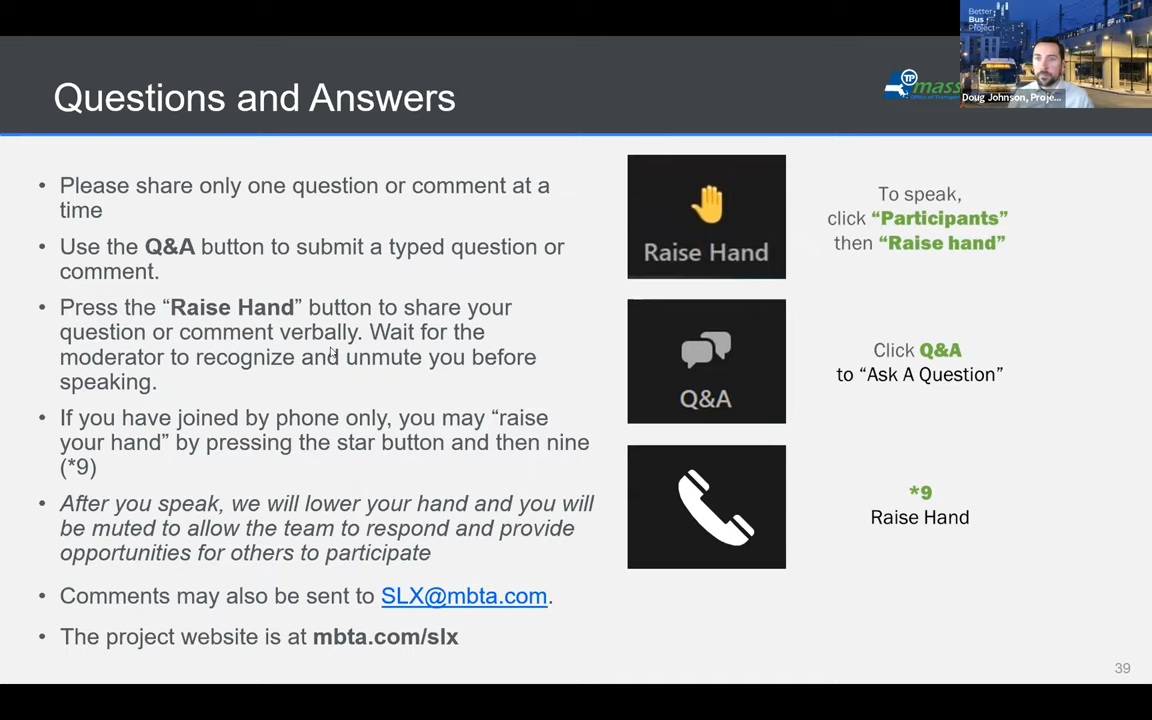 Better
Bus
Project
Questions and Answers
TP
mass
Doug Johnson, Proje...
• Please share only one question or comment at a
time
• Use the Q&A button to submit a typed question or
comment.
• Press the “Raise Hand” button to share your
question or comment verbally. Wait for the
moderator to recognize and unmute you before
speaking.
• If you have joined by phone only, you may “raise
your hand” by pressing the star button and then nine
(*9)
• After you speak, we will lower your hand and you will
be muted to allow the team to respond and provide
opportunities for others to participate
• Comments may also be sent to SLX@mbta.com.
• The project website is at mbta.com/slx
Raise Hand
To speak,
click “Participants”
then “Raise hand”
Q&A
Click Q&A
to “Ask A Question”
*9
Raise Hand
39